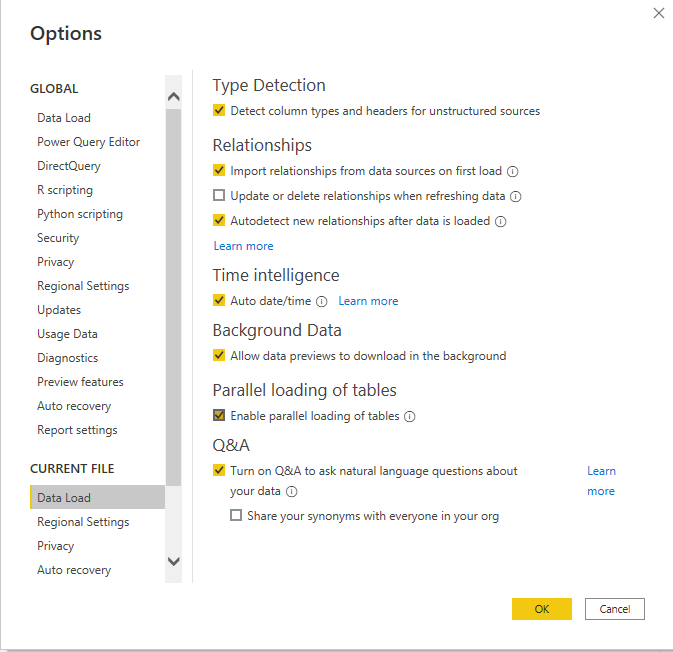 Options
GLOBAL
Data Load
Power Query Editor
DirectQuery
R scripting
Python scripting
Security
Privacy
Regional Settings
Updates
Usage Data
Diagnostics
Preview features
Auto recovery
Report settings
CURRENT FILE
Data Load
Regional Settings
Privacy
Auto recovery
Type Detection
Detect column types and headers for unstructured sources
Relationships
Import relationships from data sources on first load
Update or delete relationships when refreshing data
Autodetect new relationships after data is loaded
Learn more
Time intelligence
Auto date/time Learn more
Background Data
Allow data previews to download in the background
Parallel loading of tables
Enable parallel loading of tables
Q&A
Turn on Q&A to ask natural language questions about Learn
your data more
Share your synonyms with everyone in your org
OK Cancel